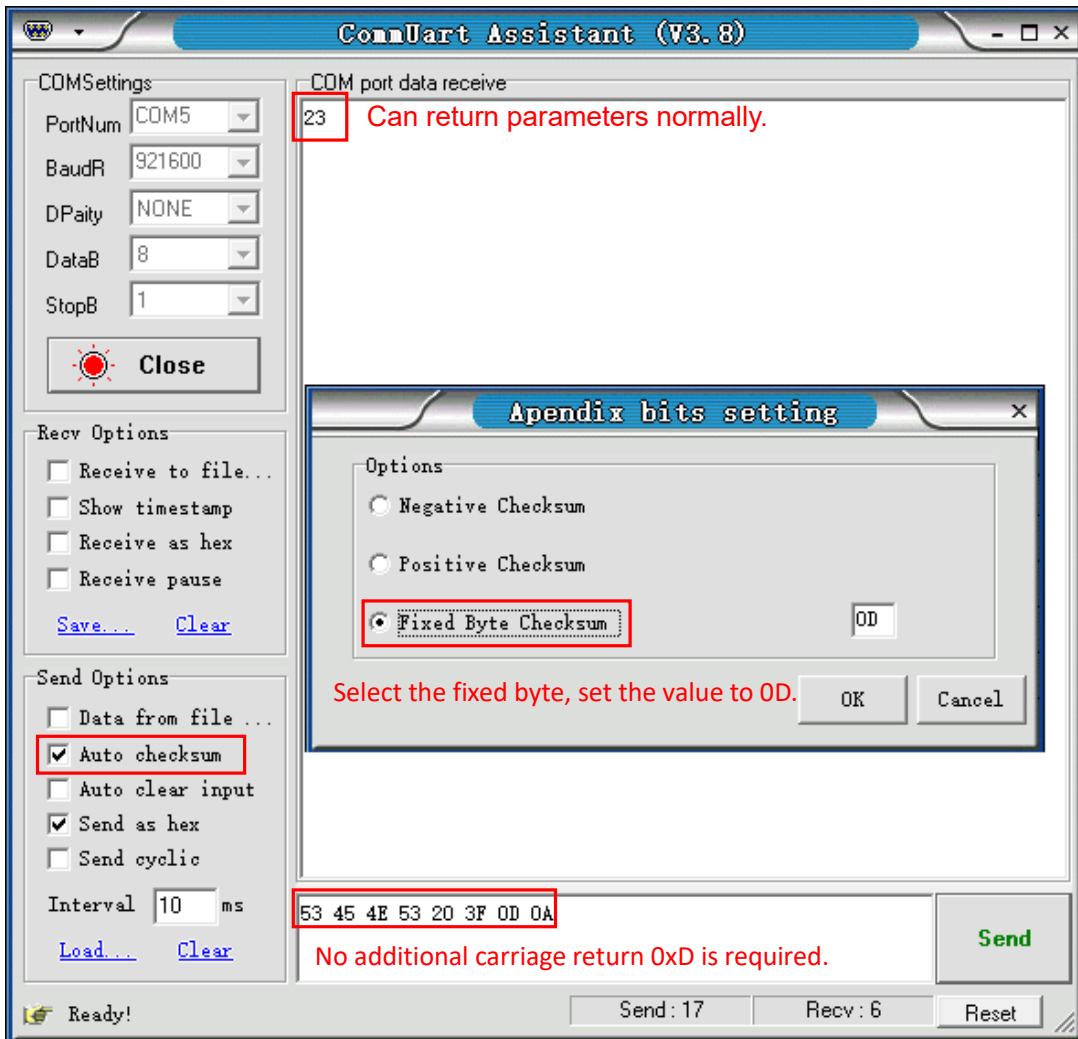 CommUart Assistant (V3.8)
COMSettings
PortNum COM5
BaudR 921600
DPaity NONE
DataB 8
StopB 1
Close
Recv Options
Receive to file...
Show timestamp
Receive as hex
Receive pause
Save... Clear
Send Options
Data from file ...
Auto checksum
Auto clear input
Send as hex
Send cyclic
Interval 10 ms
Load... Clear
COM port data receive
23 Can return parameters normally.
Apendix bits setting
Options
Negative Checksum
Positive Checksum
Fixed Byte Checksum 0D
Select the fixed byte, set the value to 0D.
OK Cancel
53 45 4E 53 20 3F 0D 0A
No additional carriage return 0xD is required.
Send
Ready! Send : 17 Recv : 6 Reset